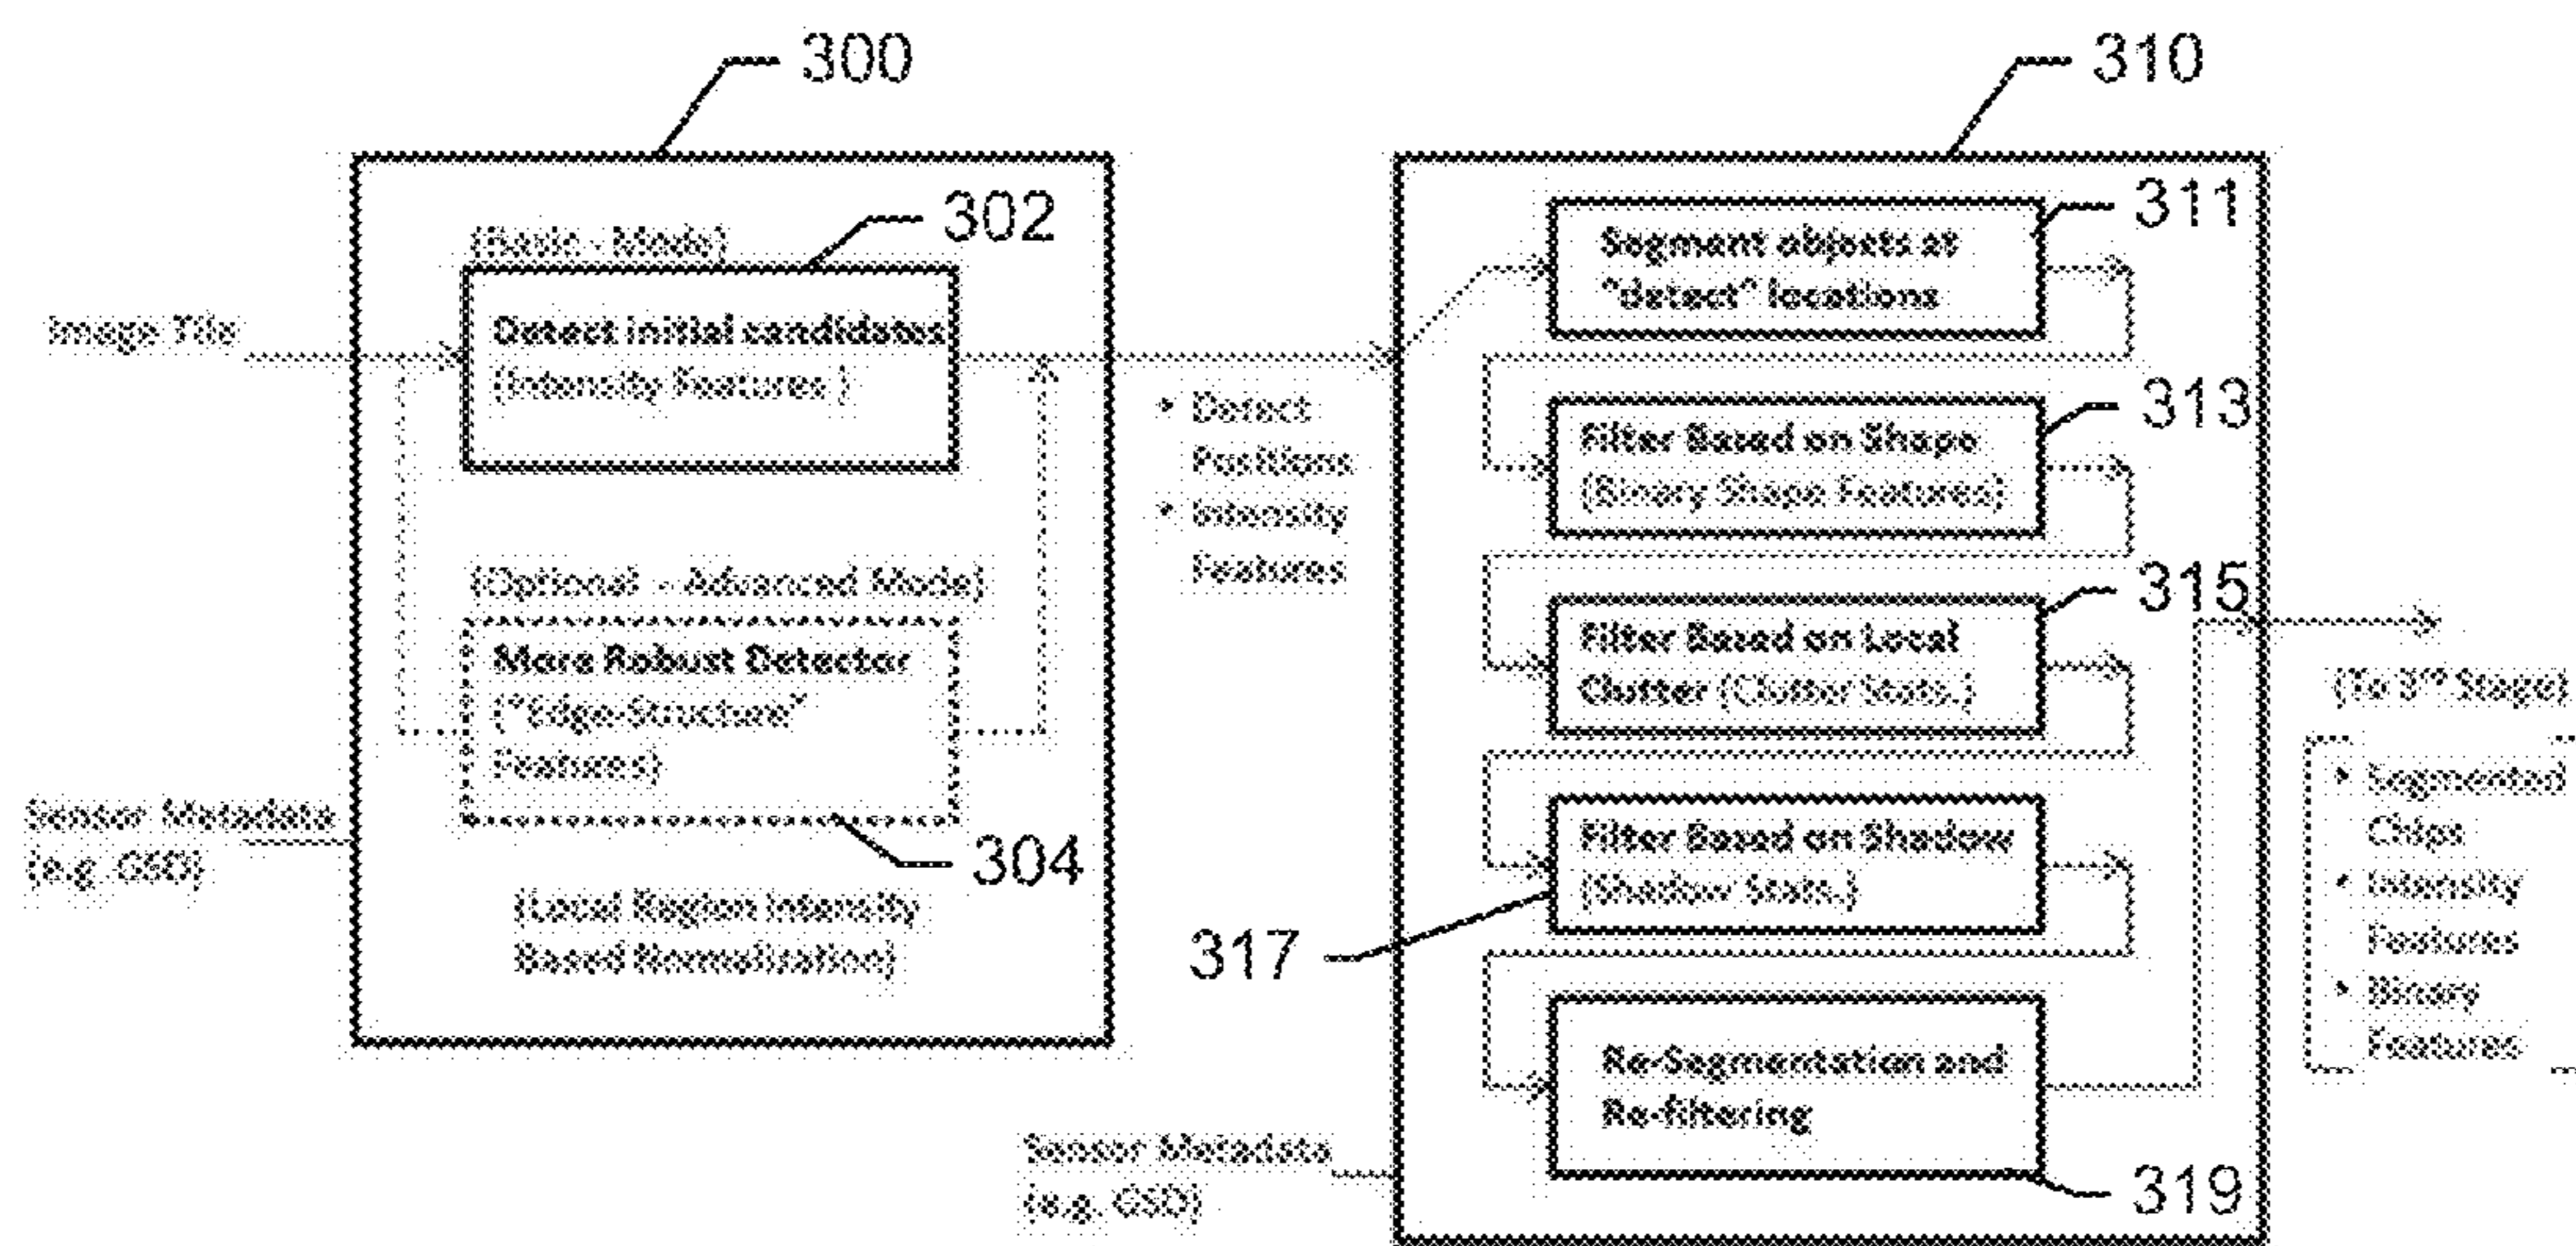 300
310
302
311
(Basic - Mode)
Segment objects at
"detect" locations
Image Tile
Detect initial candidates
(Intensity Features )
313
• Detect
Positions
• Intensity
Features
Filter Based on Shape
(Binary Shape Features)
315
(Optional - Advanced Mode)
More Robust Detector
("Edge-Structure"
Features)
304
Filter Based on Local
Clutter (Clutter Stats.)
(To 3rd Stage)
Sensor Metadata
(e.g. GSD)
(Local Region Intensity
Based Normalization)
Filter Based on Shadow
(Shadow Stats.)
317
• Segmented
Chips
• Intensity
Features
• Binary
Features
Re-Segmentation and
Re-filtering
319
Sensor Metadata
(e.g. GSD)